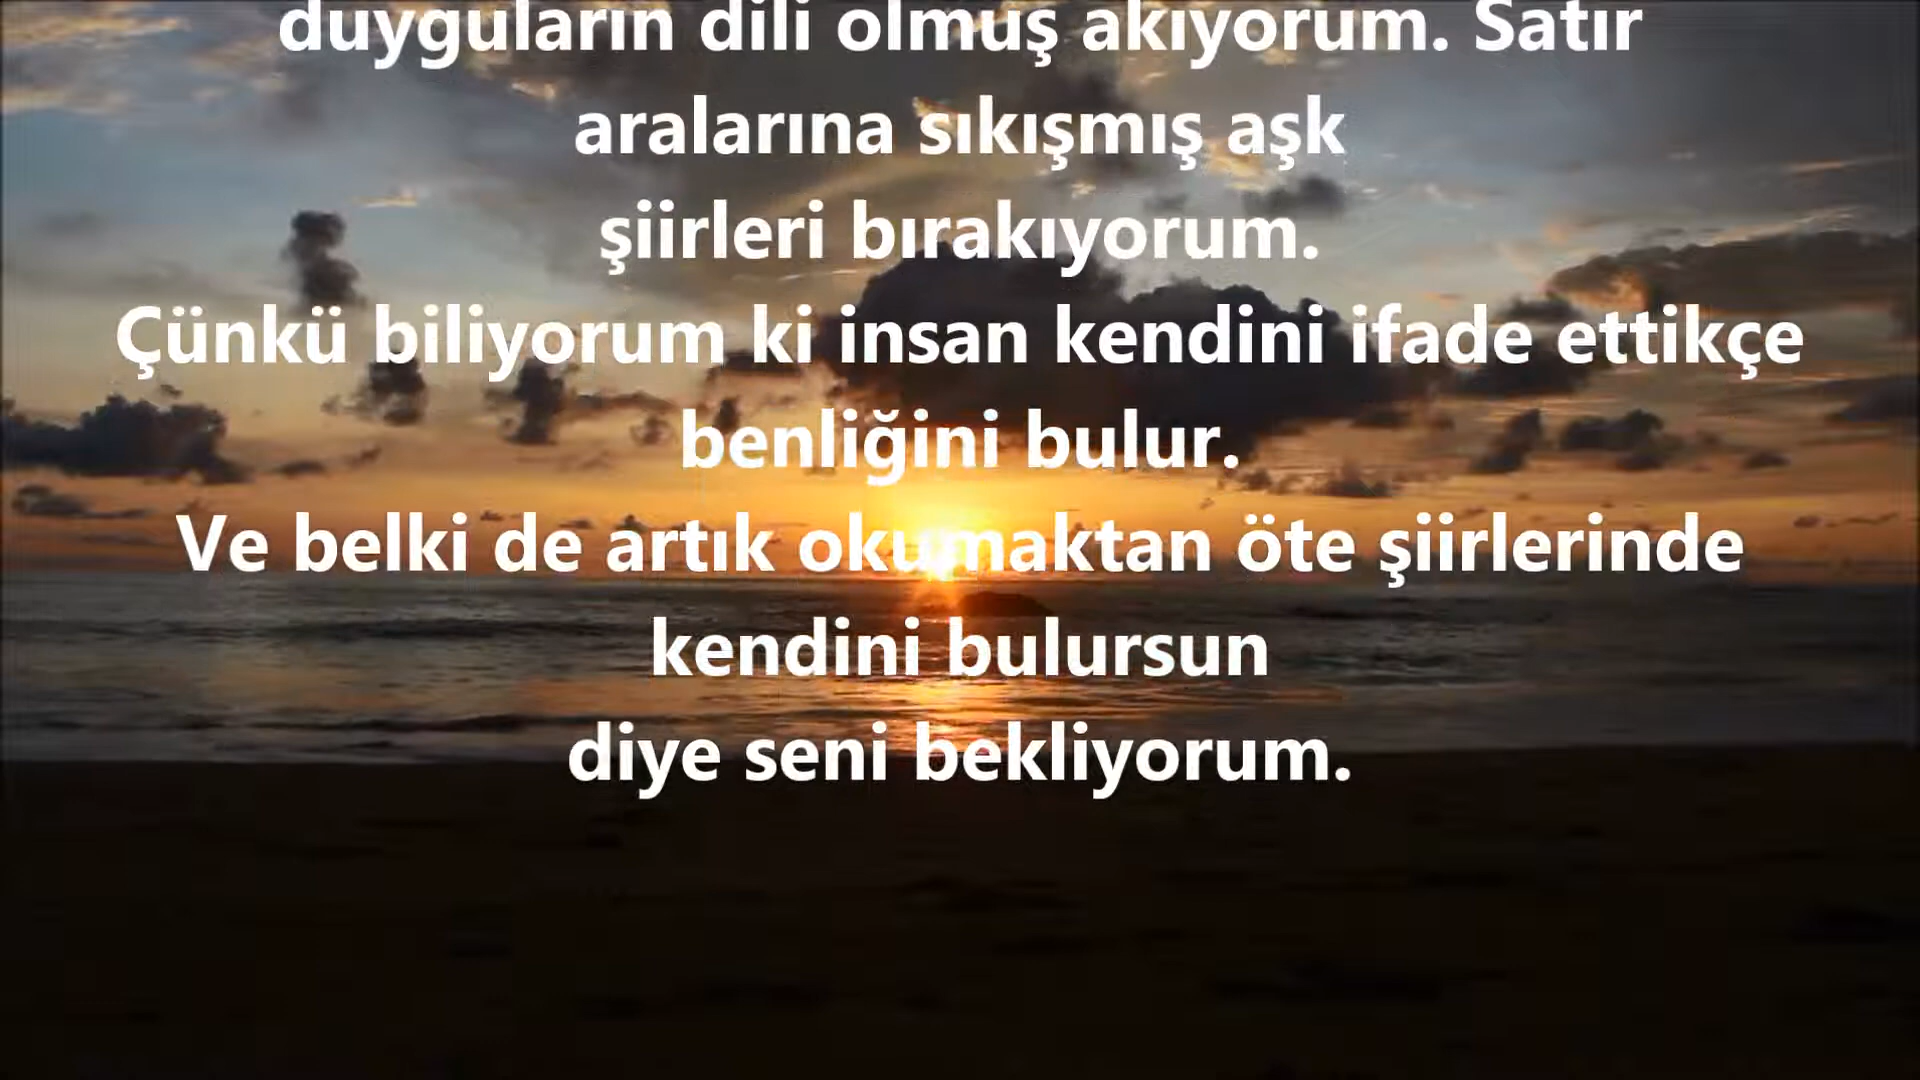 duyguların dili olmuş akıyorum. Satır
aralarına sıkışmış aşk
şiirleri bırakıyorum.
Çünkü biliyorum ki insan kendini ifade ettikçe
benliğini bulur.
Ve belki de artık okumaktan öte şiirlerinde
kendini bulursun
diye seni bekliyorum.